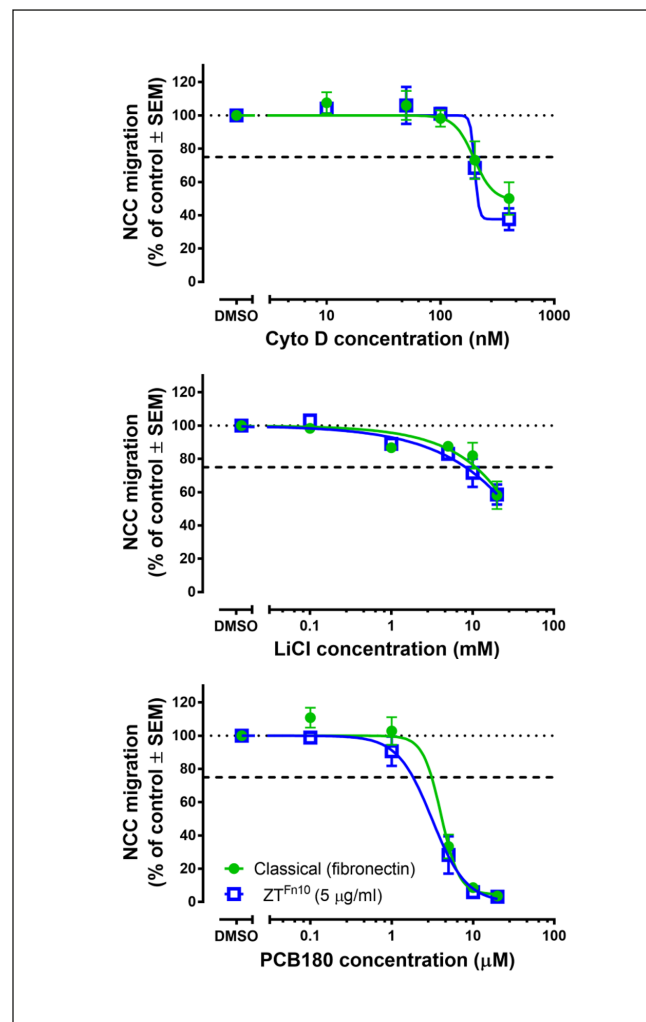 NCC migration
(% of control ± SEM)
120
100
80
60
40
20
0
DMSO
10
100
1000
Cyto D concentration (nM)
NCC migration
(% of control ± SEM)
120
100
80
60
40
20
0
DMSO
0.1
1
10
100
LiCl concentration (mM)
NCC migration
(% of control ± SEM)
120
100
80
60
40
20
0
Classical (fibronectin)
ZT^Fn10 (5 μg/ml)
DMSO
0.1
1
10
100
PCB180 concentration (μM)